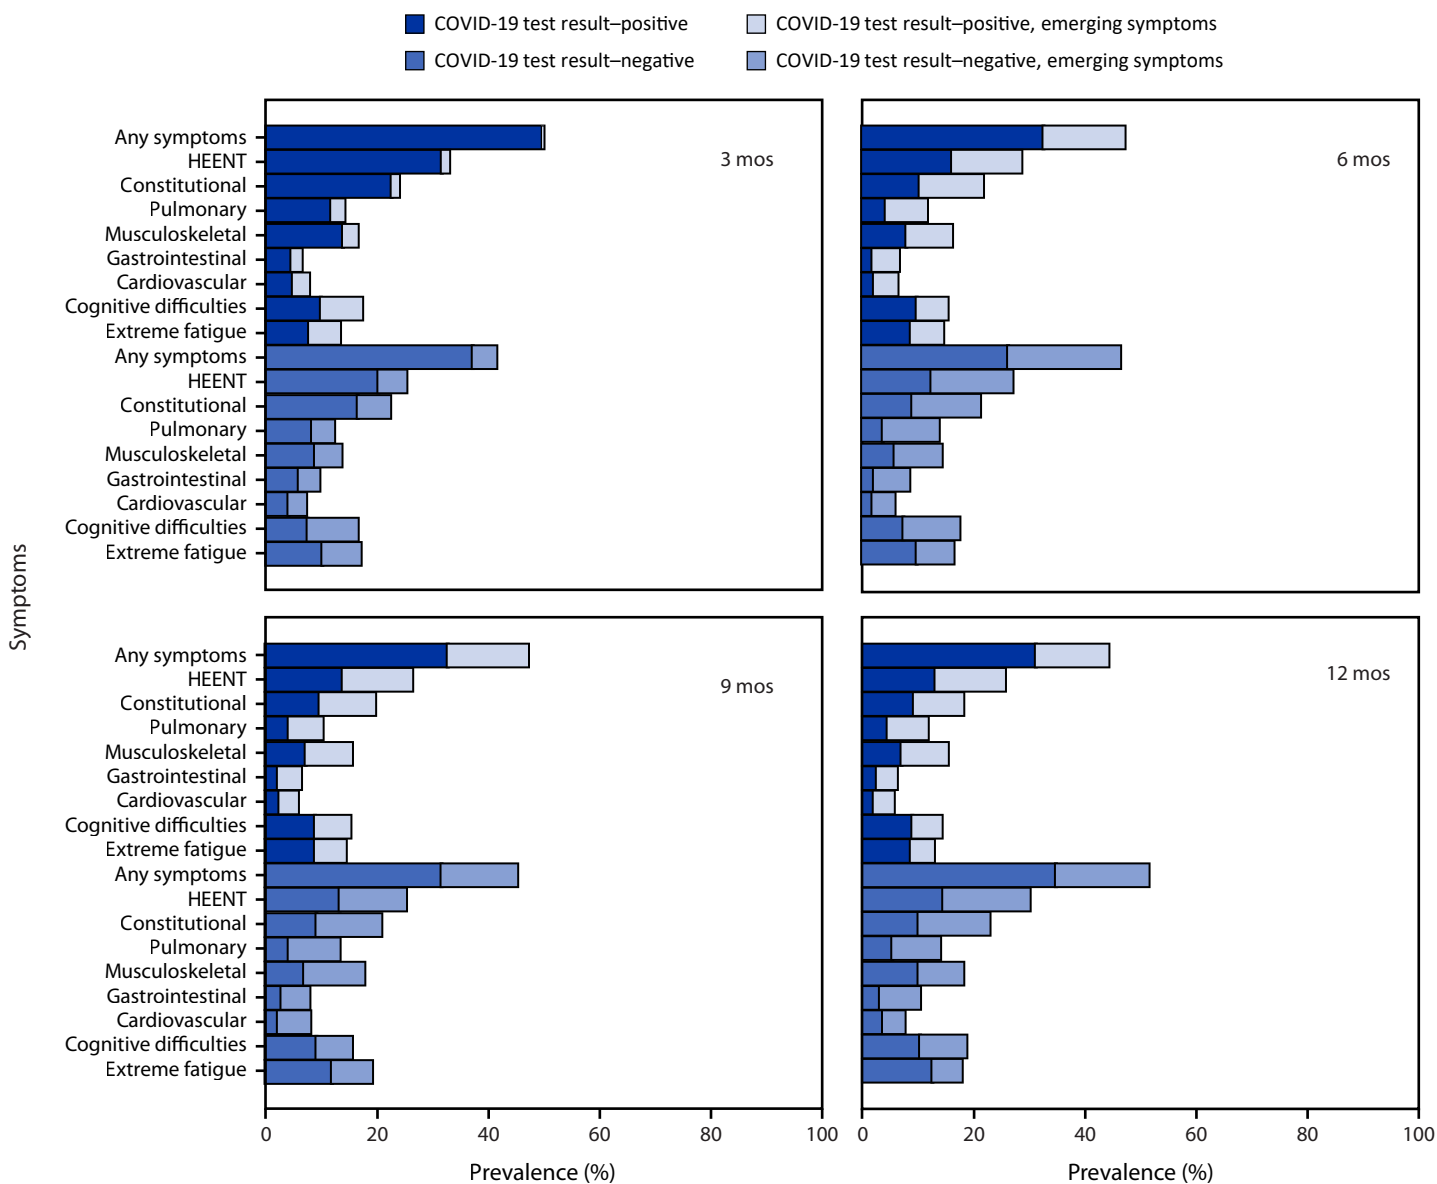 COVID-19 test result–positive
COVID-19 test result–positive, emerging symptoms
COVID-19 test result–negative
COVID-19 test result–negative, emerging symptoms
Symptoms
3 mos
Any symptoms
HEENT
Constitutional
Pulmonary
Musculoskeletal
Gastrointestinal
Cardiovascular
Cognitive difficulties
Extreme fatigue
Any symptoms
HEENT
Constitutional
Pulmonary
Musculoskeletal
Gastrointestinal
Cardiovascular
Cognitive difficulties
Extreme fatigue
6 mos
9 mos
Any symptoms
HEENT
Constitutional
Pulmonary
Musculoskeletal
Gastrointestinal
Cardiovascular
Cognitive difficulties
Extreme fatigue
Any symptoms
HEENT
Constitutional
Pulmonary
Musculoskeletal
Gastrointestinal
Cardiovascular
Cognitive difficulties
Extreme fatigue
0 20 40 60 80 100
Prevalence (%)
12 mos
0 20 40 60 80 100
Prevalence (%)